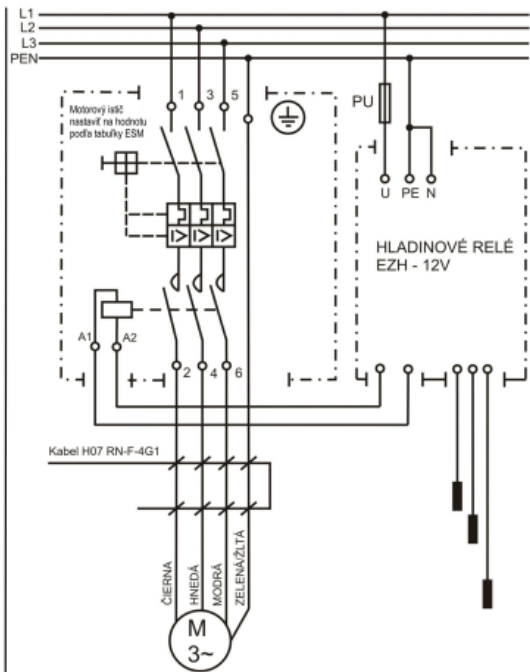 L1
L2
L3
PEN
1 3 5
Motorový istič
nastaviť na hodnotu
podľa tabuľky ESM
PU
U PE N
HLADINOVÉ RELÉ
EZH - 12V
I> I> I>
A1 A2
2 4 6
Kabel H07 RN-F-4G1
ČIERNA
HNEDÁ
MODRÁ
ZELENÁ/ŽLTÁ
M
3~